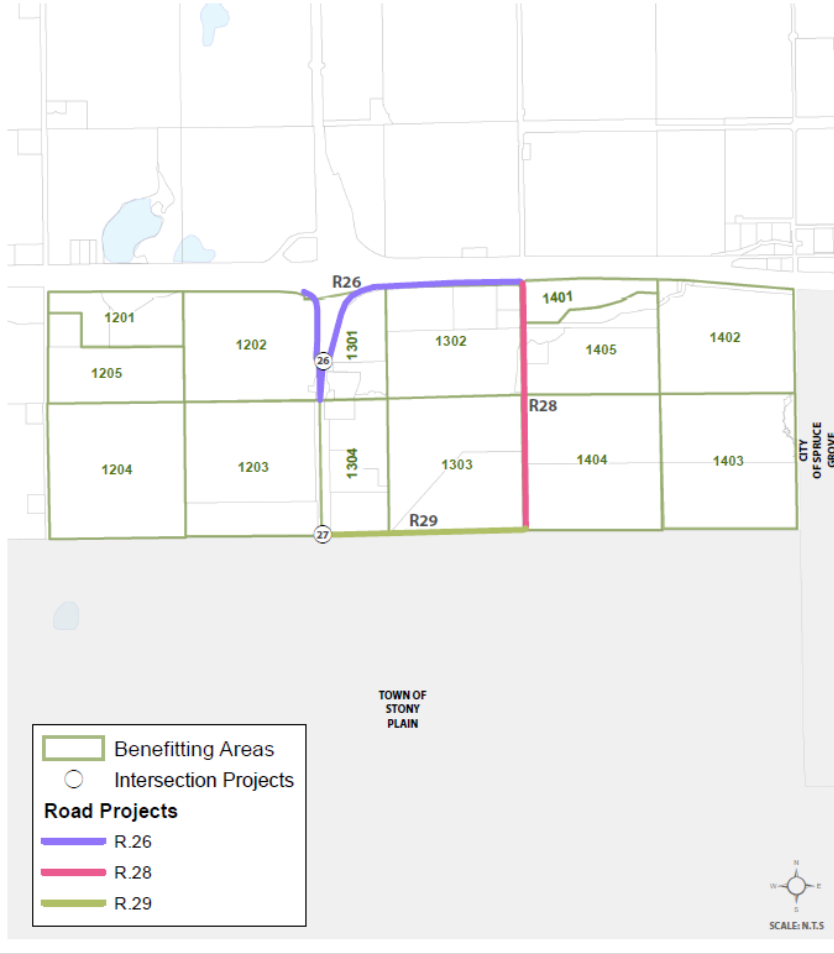 R26
1401
1201
1202
1301
1302
1405
1402
26
1205
R28
CITY
OF SPRUCE
GROVE
1204
1203
1304
1303
1404
1403
R29
27
TOWN OF
STONY
PLAIN
Benefitting Areas
Intersection Projects
Road Projects
R.26
R.28
R.29
N
W
E
S
SCALE: N.T.S